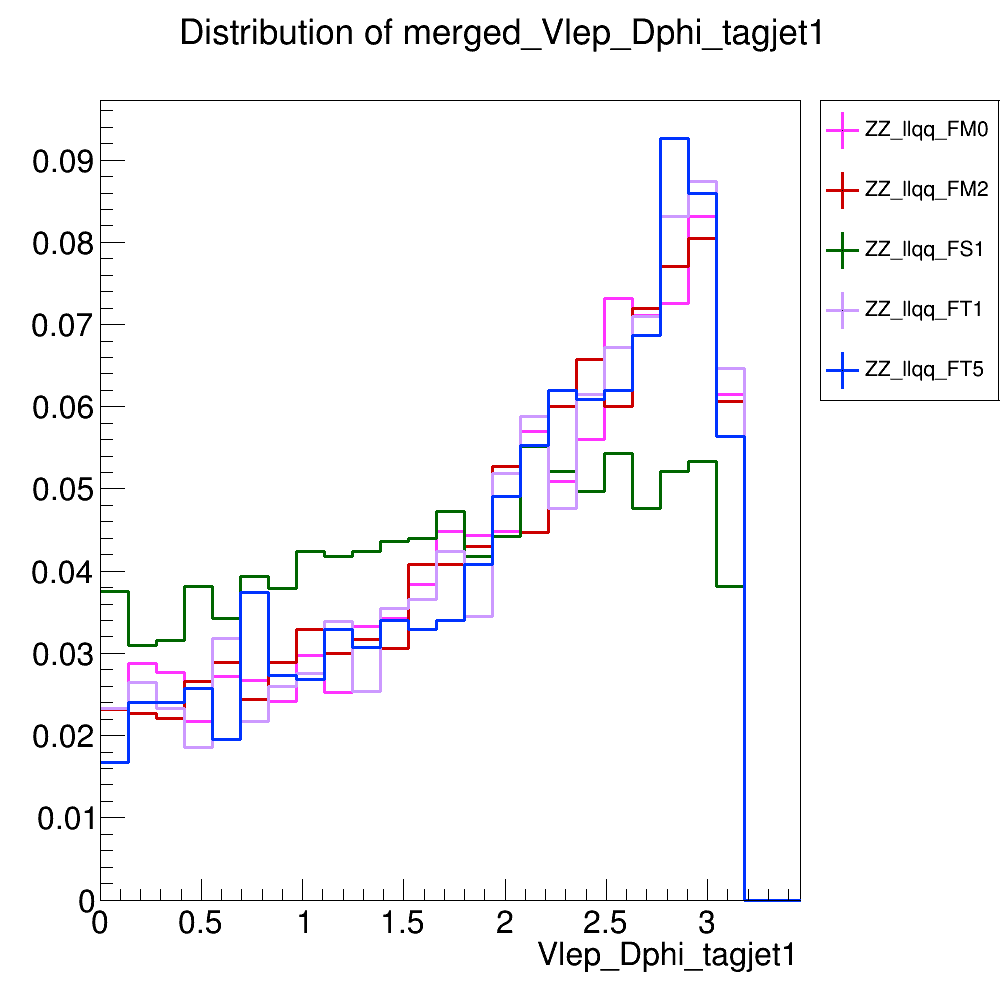 Distribution of merged_Vlep_Dphi_tagjet1
ZZ_llqq_FM0
ZZ_llqq_FM2
ZZ_llqq_FS1
ZZ_llqq_FT1
ZZ_llqq_FT5
0.09
0.08
0.07
0.06
0.05
0.04
0.03
0.02
0.01
0
0 0.5 1 1.5 2 2.5 3
Vlep_Dphi_tagjet1